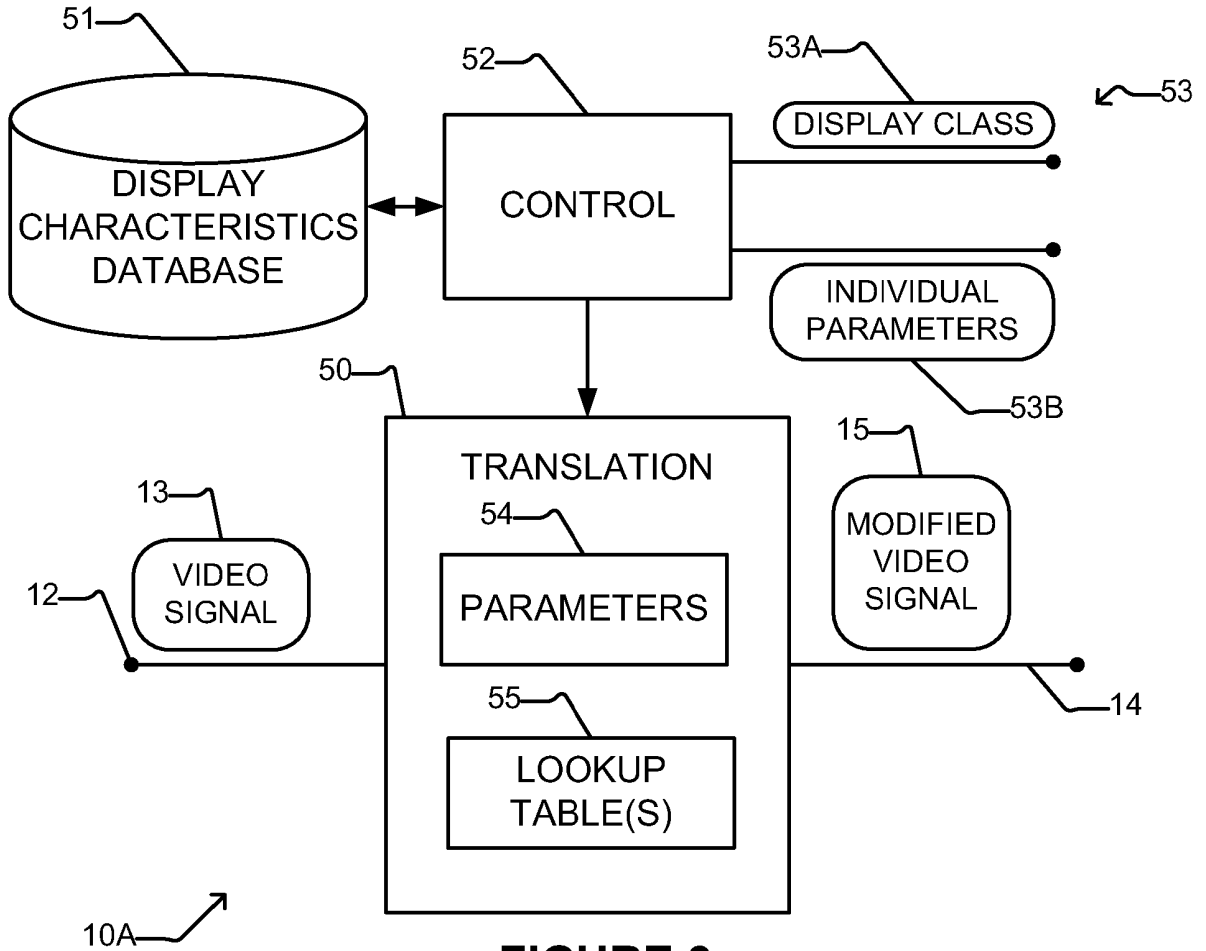 51
52
53A
53
DISPLAY CLASS
DISPLAY
CHARACTERISTICS
DATABASE
CONTROL
INDIVIDUAL
PARAMETERS
53B
50
TRANSLATION
15
13
54
MODIFIED
VIDEO
SIGNAL
VIDEO
SIGNAL
12
PARAMETERS
14
55
LOOKUP
TABLE(S)
10A